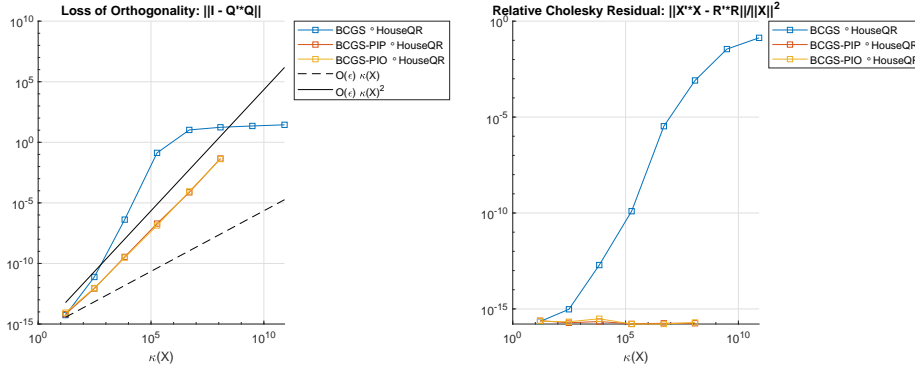 Loss of Orthogonality: ||I - Q'*Q||
10^5
10^0
10^-5
10^-10
10^-15
10^0
10^5
10^10
κ(X)
BCGS ∘ HouseQR
BCGS-PIP ∘ HouseQR
BCGS-PIO ∘ HouseQR
O(ϵ) κ(X)
O(ϵ) κ(X)^2
Relative Cholesky Residual: ||X'*X - R'*R||/||X||^2
10^0
10^-5
10^-10
10^-15
10^0
10^5
10^10
κ(X)
BCGS ∘ HouseQR
BCGS-PIP ∘ HouseQR
BCGS-PIO ∘ HouseQR